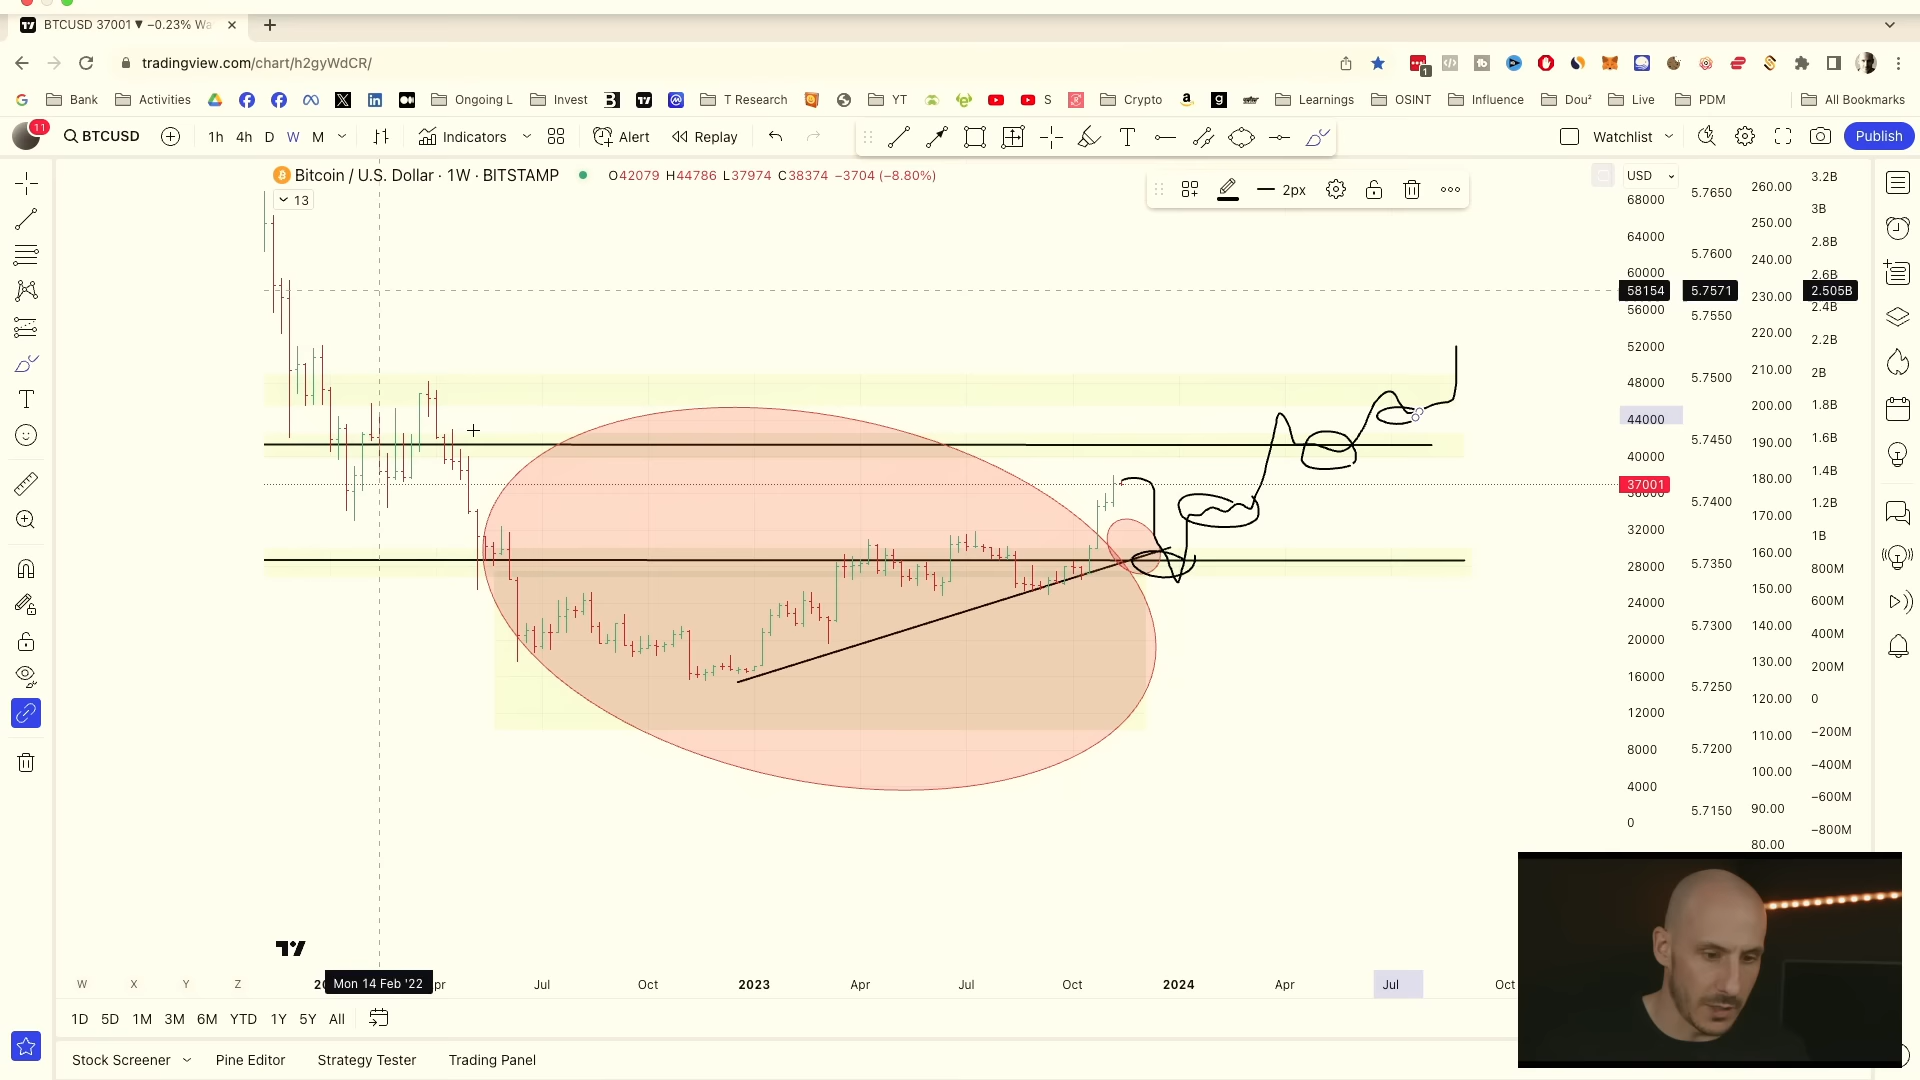 BTCUSD 37001 ▼ −0.23% Wa
tradingview.com/chart/h2gyWdCR/
1
Bank Activities Ongoing L Invest T Research YT S Crypto Learnings OSINT Influence Dou² Live PDM All Bookmarks
11
BTCUSD 1h 4h D W M Indicators Alert Replay T Watchlist Publish
Bitcoin / U.S. Dollar · 1W · BITSTAMP O42079 H44786 L37974 C38374 −3704 (−8.80%)
13
2px
USD
68000
64000
60000
58154
56000
52000
48000
44000
40000
37001
36000
32000
28000
24000
20000
16000
12000
8000
4000
0
5.7650
5.7600
5.7571
5.7550
5.7500
5.7450
5.7400
5.7350
5.7300
5.7250
5.7200
5.7150
260.00
250.00
240.00
230.00
220.00
210.00
200.00
190.00
180.00
170.00
160.00
150.00
140.00
130.00
120.00
110.00
100.00
90.00
80.00
3.2B
3B
2.8B
2.6B
2.505B
2.4B
2.2B
2B
1.8B
1.6B
1.4B
1.2B
1B
800M
600M
400M
200M
0
−200M
−400M
−600M
−800M
W X Y Z 20 Mon 14 Feb '22 pr Jul Oct 2023 Apr Jul Oct 2024 Apr Jul Oct
1D 5D 1M 3M 6M YTD 1Y 5Y All
Stock Screener Pine Editor Strategy Tester Trading Panel